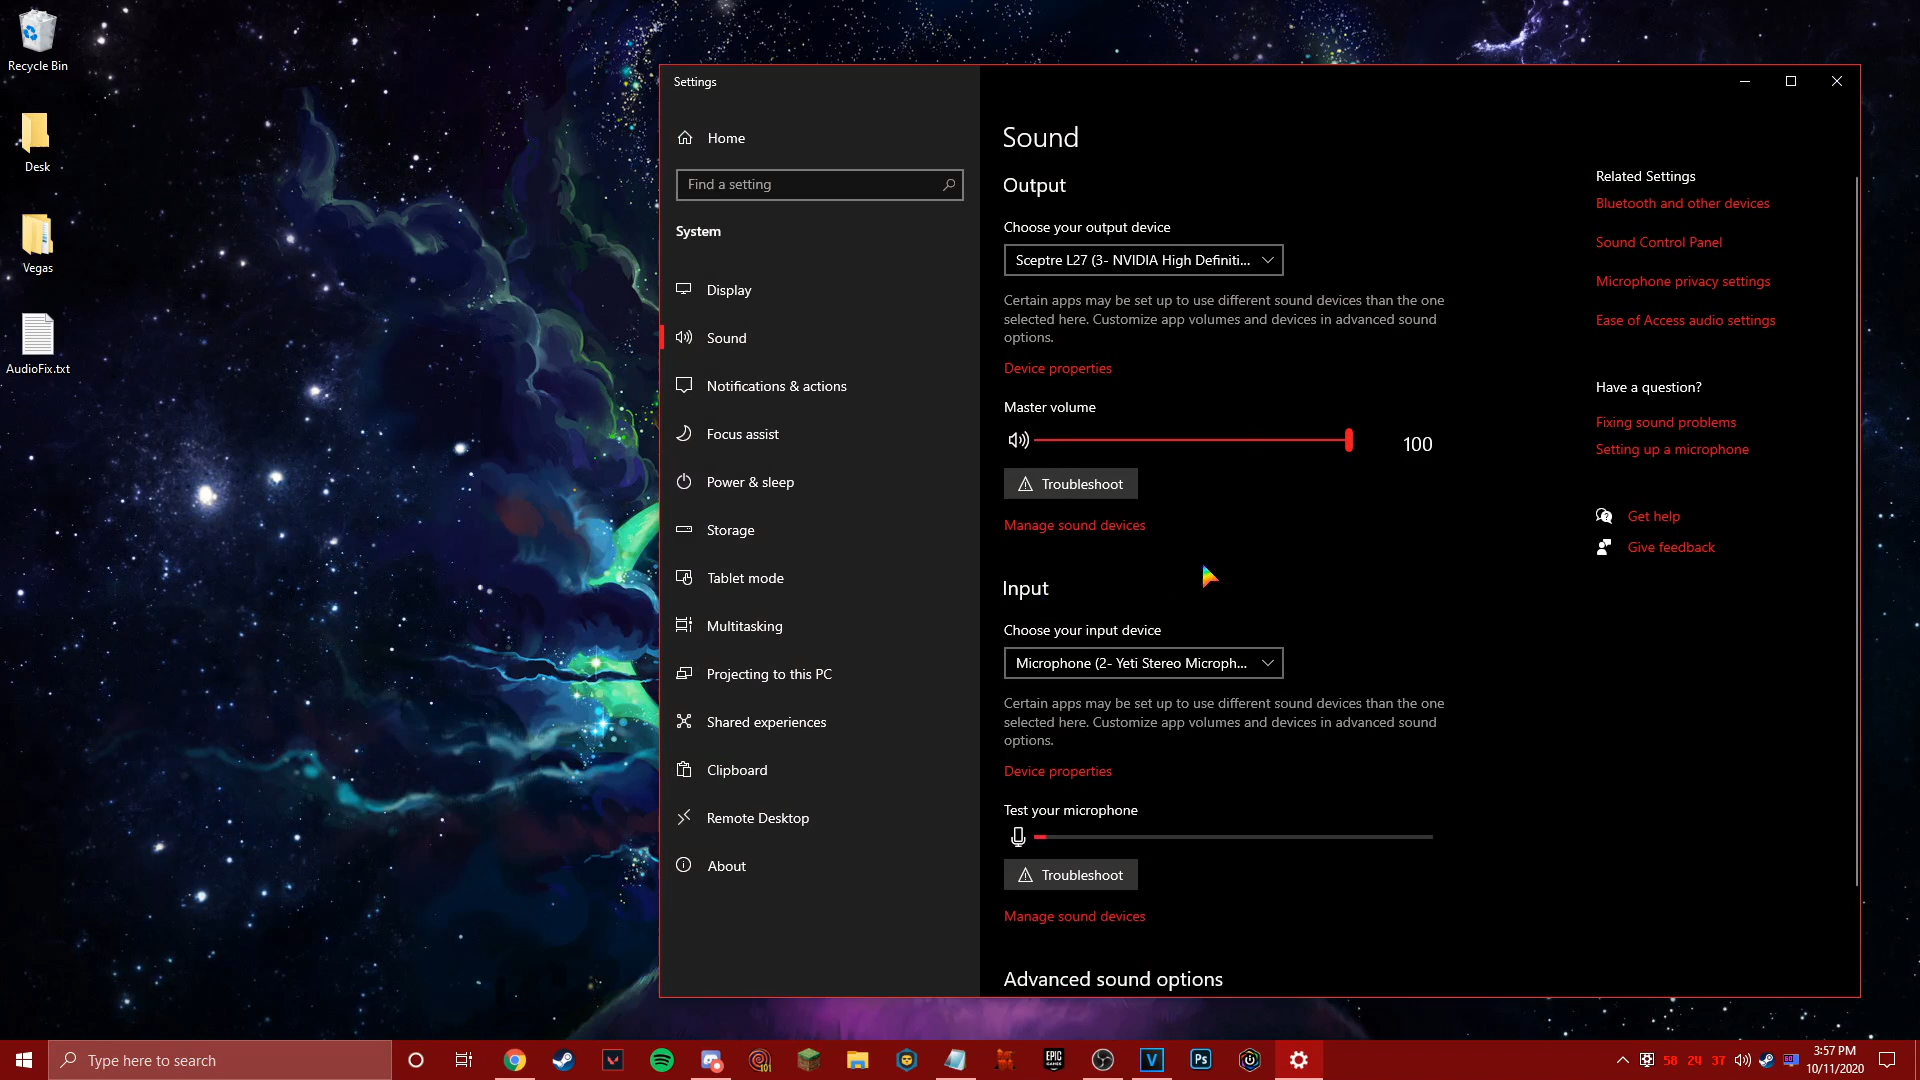 Recycle Bin
Desk
Vegas
AudioFix.txt
Settings
Home
Find a setting
System
Display
Sound
Notifications & actions
Focus assist
Power & sleep
Storage
Tablet mode
Multitasking
Projecting to this PC
Shared experiences
Clipboard
Remote Desktop
About
Sound
Output
Choose your output device
Sceptre L27 (3- NVIDIA High Definiti...
Certain apps may be set up to use different sound devices than the one
selected here. Customize app volumes and devices in advanced sound
options.
Device properties
Master volume
100
Troubleshoot
Manage sound devices
Input
Choose your input device
Microphone (2- Yeti Stereo Microph...
Certain apps may be set up to use different sound devices than the one
selected here. Customize app volumes and devices in advanced sound
options.
Device properties
Test your microphone
Troubleshoot
Manage sound devices
Advanced sound options
Related Settings
Bluetooth and other devices
Sound Control Panel
Microphone privacy settings
Ease of Access audio settings
Have a question?
Fixing sound problems
Setting up a microphone
Get help
Give feedback
Type here to search
101
EPIC
GAMES
V
Ps
58 24 37
3:57 PM
10/11/2020